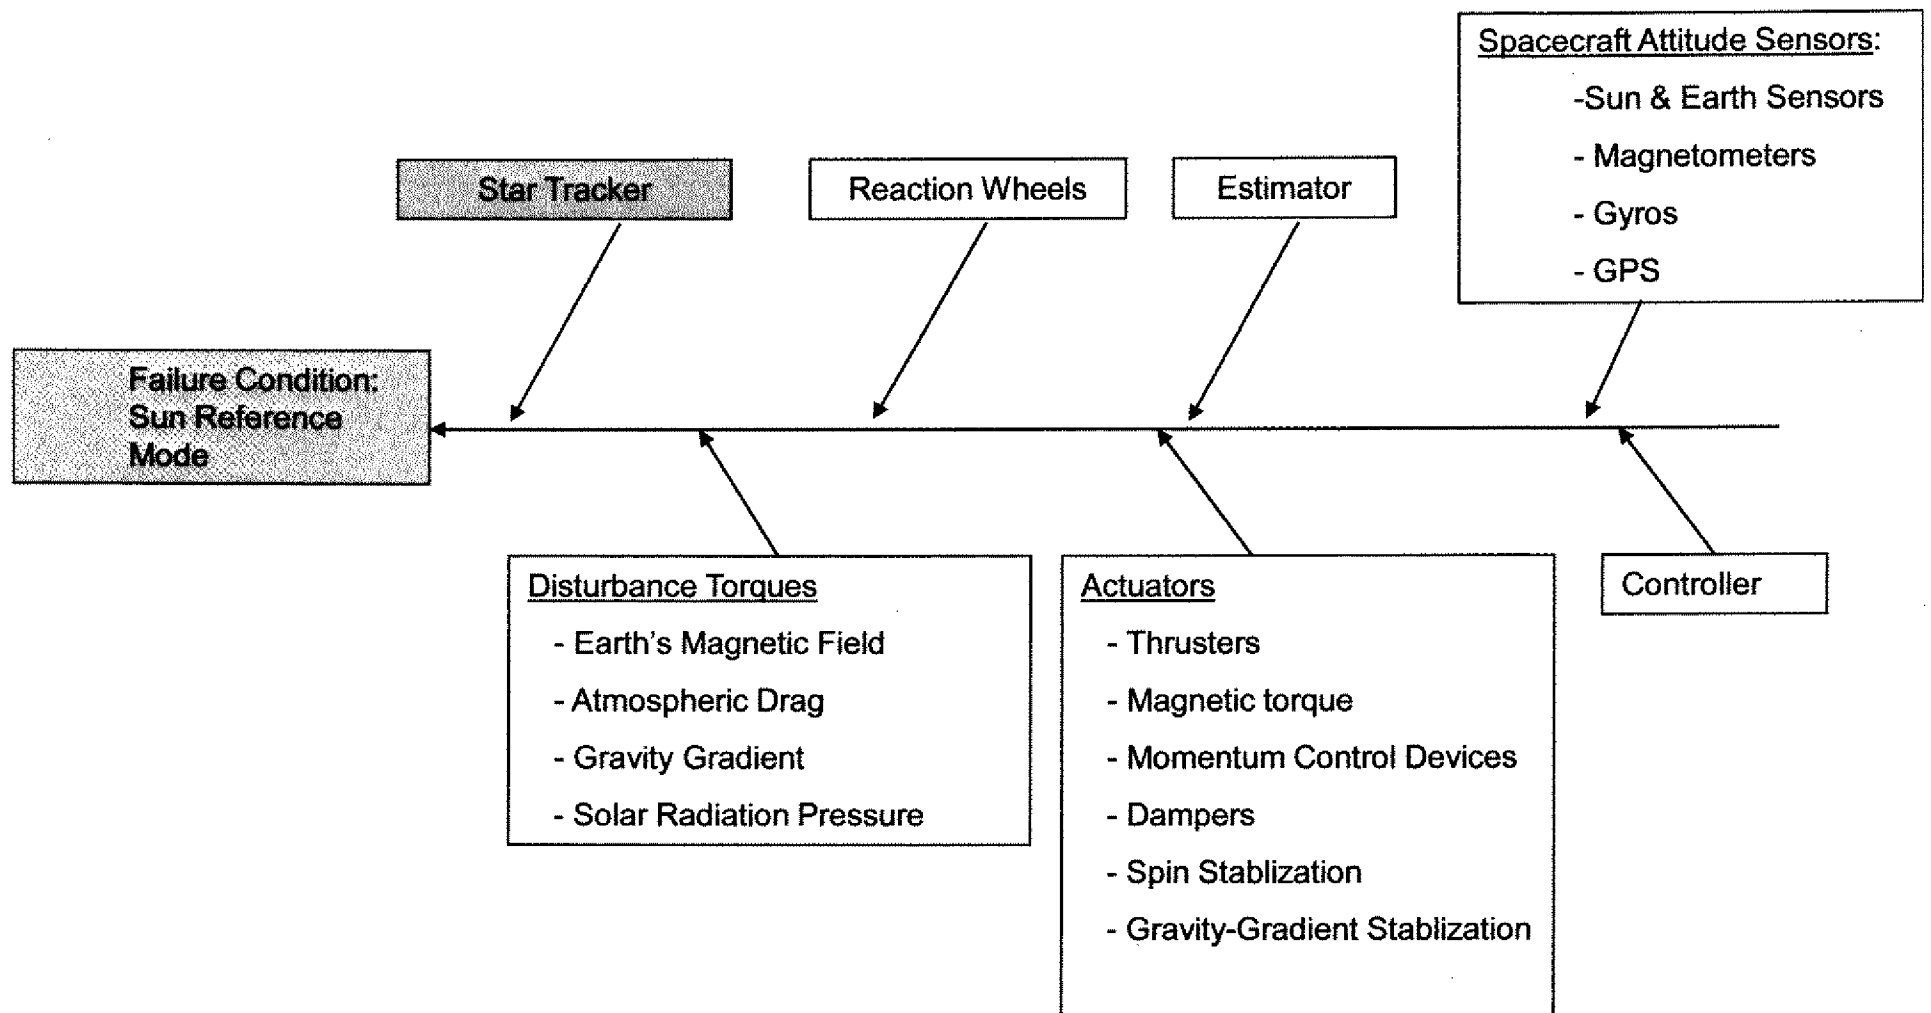 Spacecraft Attitude Sensors:
-Sun & Earth Sensors
- Magnetometers
- Gyros
- GPS
Star Tracker
Reaction Wheels
Estimator
Failure Condition:
Sun Reference
Mode
Disturbance Torques
- Earth's Magnetic Field
- Atmospheric Drag
- Gravity Gradient
- Solar Radiation Pressure
Actuators
- Thrusters
- Magnetic torque
- Momentum Control Devices
- Dampers
- Spin Stablization
- Gravity-Gradient Stablization
Controller